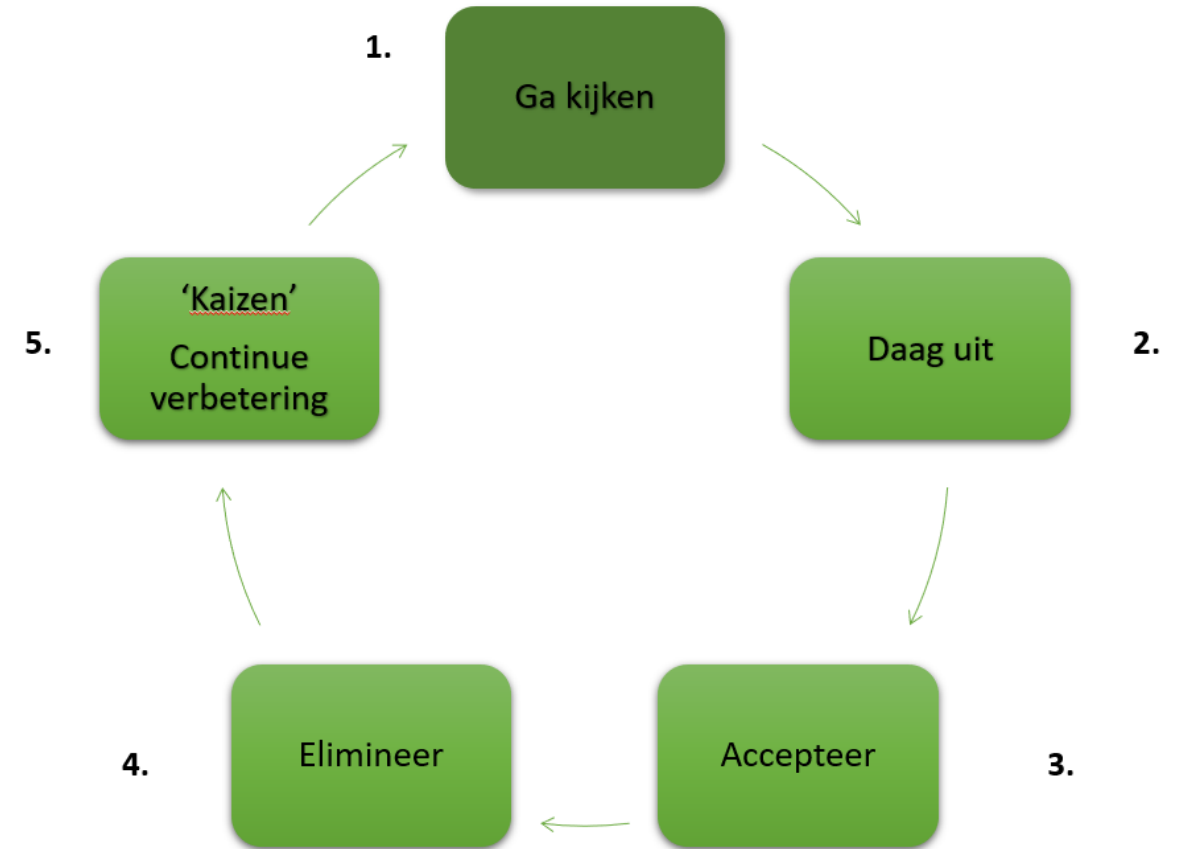 1.
Ga kijken
2.
Daag uit
3.
Accepteer
4.
Elimineer
5.
‘Kaizen’
Continue
verbetering